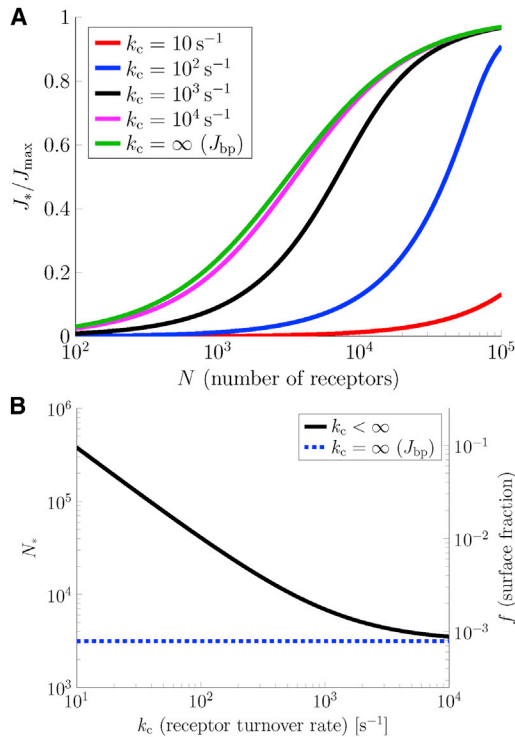 A
1
0.8
0.6
0.4
0.2
0
J∗/Jmax
kc = 10 s⁻¹
kc = 10² s⁻¹
kc = 10³ s⁻¹
kc = 10⁴ s⁻¹
kc = ∞ (Jbp)
10² 10³ 10⁴ 10⁵
N (number of receptors)
B
10⁶
10⁵
10⁴
10³
N∗
kc < ∞
kc = ∞ (Jbp)
10⁻¹
10⁻²
10⁻³
f (surface fraction)
10¹ 10² 10³ 10⁴
kc (receptor turnover rate) [s⁻¹]